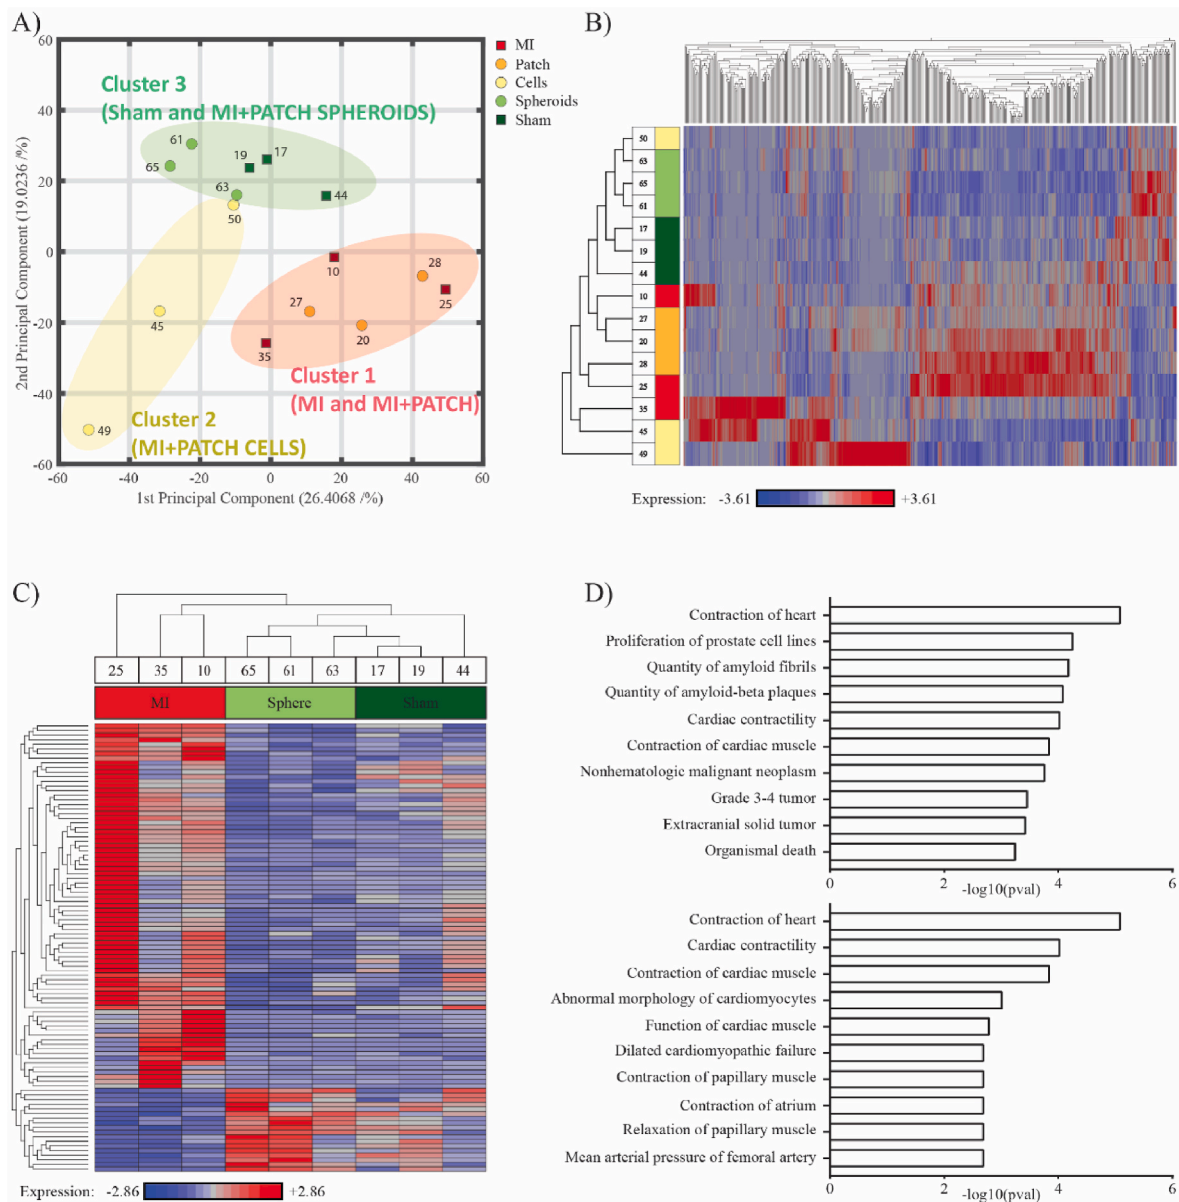 A)
60
40
20
0
-20
-40
-60
-60
-40
-20
0
20
40
60
2nd Principal Component (19.0236 /%)
1st Principal Component (26.4068 /%)
Cluster 3
(Sham and MI+PATCH SPHEROIDS)
61
65
19
17
63
44
50
10
28
25
27
20
35
45
49
Cluster 1
(MI and MI+PATCH)
Cluster 2
(MI+PATCH CELLS)
MI
Patch
Cells
Spheroids
Sham
B)
50
63
65
61
17
19
44
10
27
20
28
25
35
45
49
Expression: -3.61 +3.61
C)
25 35 10 65 61 63 17 19 44
MI Sphere Sham
Expression: -2.86 +2.86
D)
Contraction of heart
Proliferation of prostate cell lines
Quantity of amyloid fibrils
Quantity of amyloid-beta plaques
Cardiac contractility
Contraction of cardiac muscle
Nonhematologic malignant neoplasm
Grade 3-4 tumor
Extracranial solid tumor
Organismal death
0 2 4 6
-log10(pval)
Contraction of heart
Cardiac contractility
Contraction of cardiac muscle
Abnormal morphology of cardiomyocytes
Function of cardiac muscle
Dilated cardiomyopathic failure
Contraction of papillary muscle
Contraction of atrium
Relaxation of papillary muscle
Mean arterial pressure of femoral artery
0 2 4 6
-log10(pval)